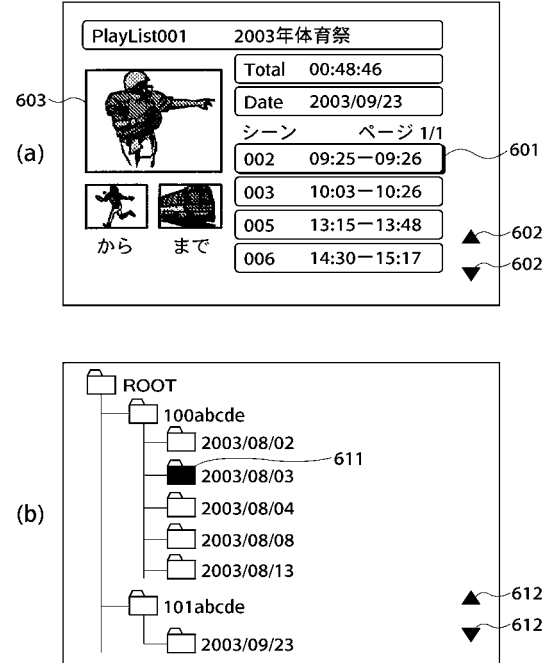 (a)
PlayList001 2003年体育祭
603
Total 00:48:46
Date 2003/09/23
シーン ページ 1/1
002 09:25－09:26
601
003 10:03－10:26
005 13:15－13:48
006 14:30－15:17
から まで
▲ 602
▼ 602
(b)
ROOT
100abcde
2003/08/02
2003/08/03
611
2003/08/04
2003/08/08
2003/08/13
101abcde
2003/09/23
▲ 612
▼ 612